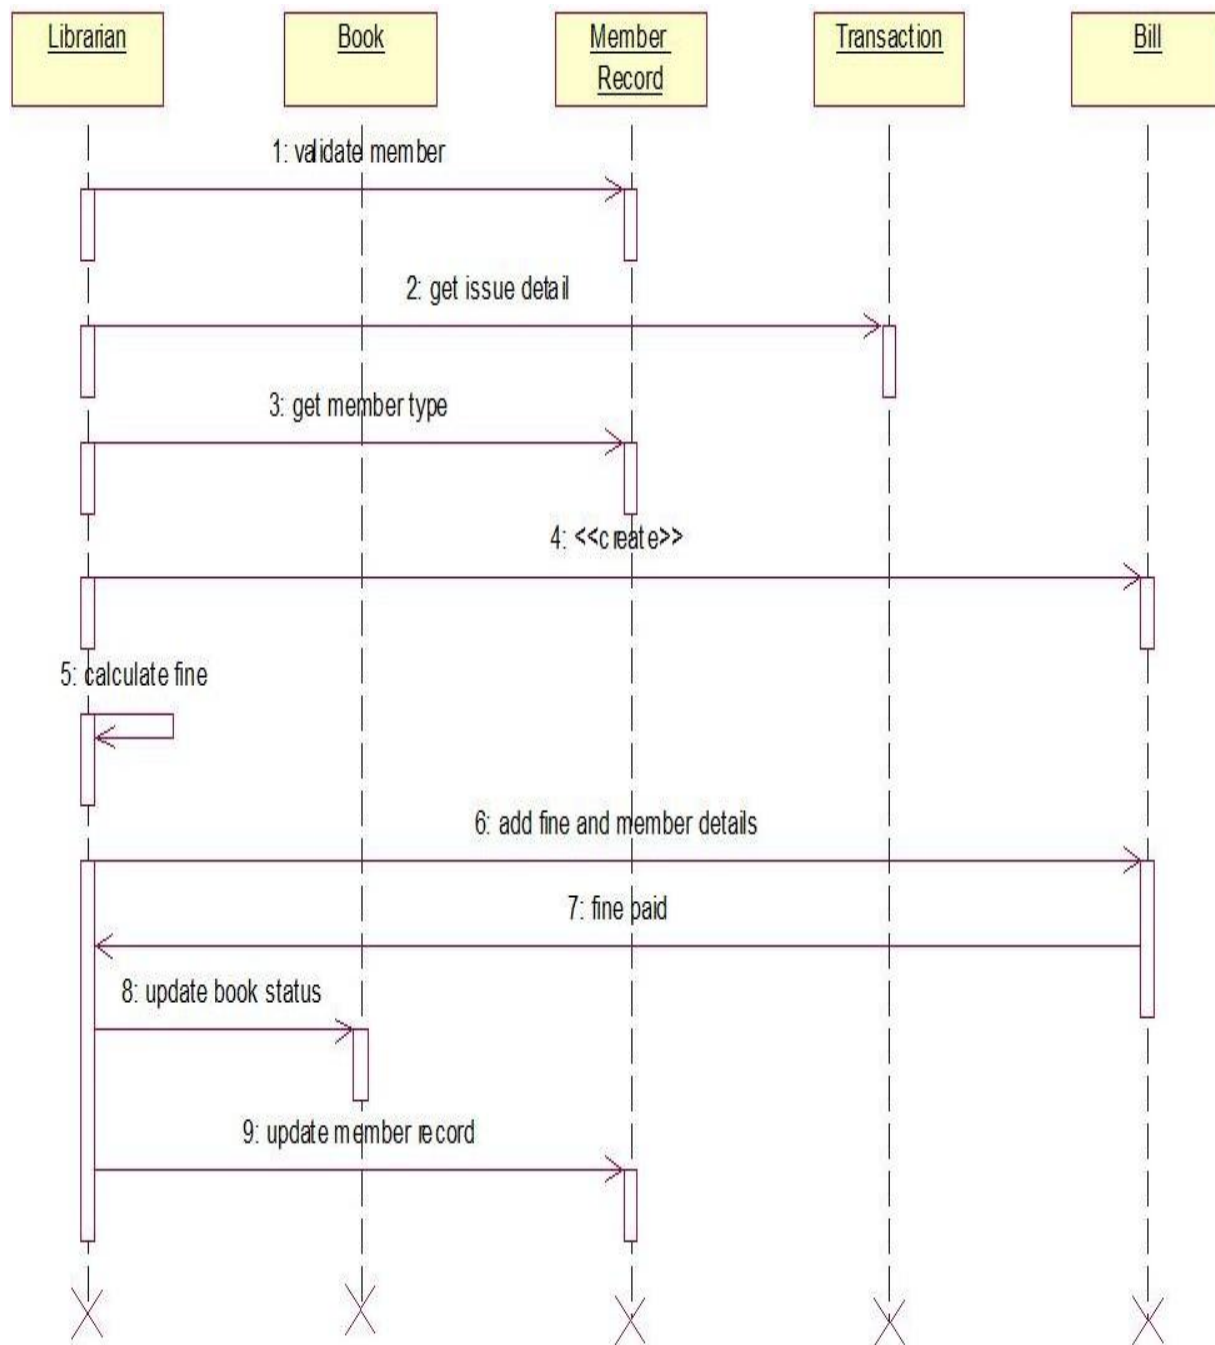 Librarian
Book
Member
Record
Transaction
Bill
1: validate member
2: get issue detail
3: get member type
4: <<create>>
5: calculate fine
6: add fine and member details
7: fine paid
8: update book status
9: update member record